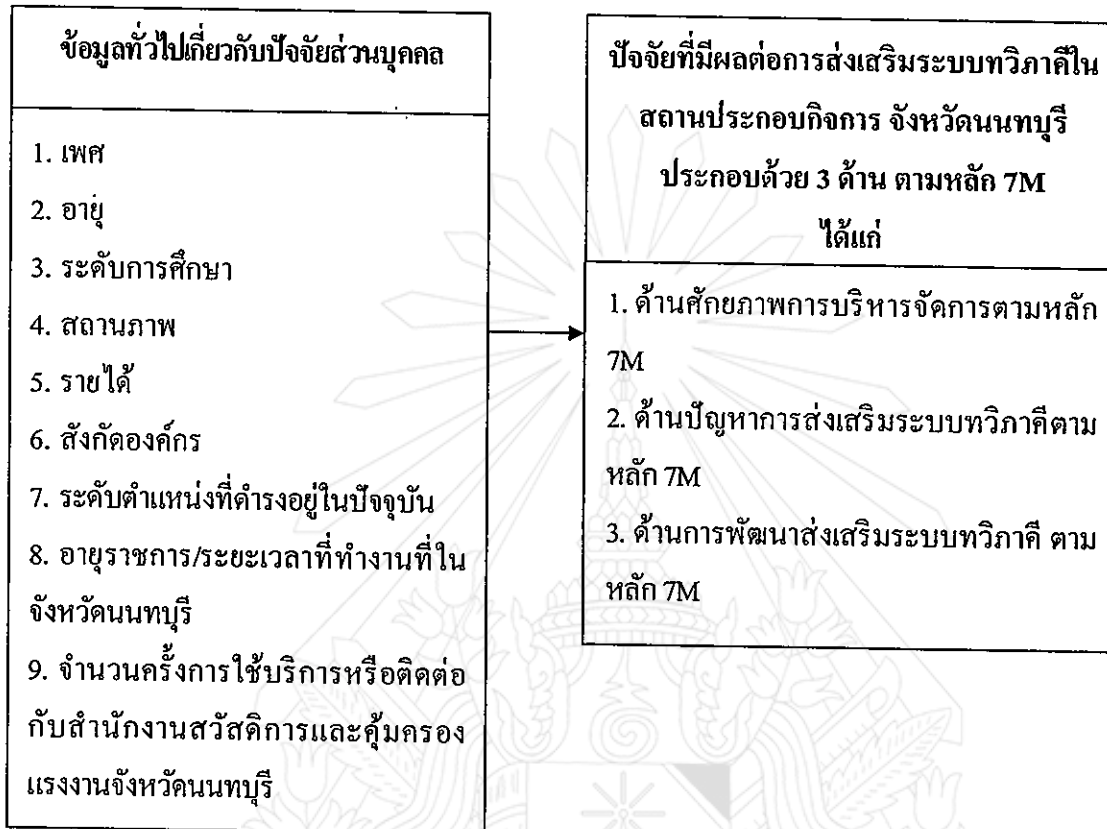 ข้อมูลทั่วไปเกี่ยวกับปัจจัยส่วนบุคคล
1. เพศ
2. อายุ
3. ระดับการศึกษา
4. สถานภาพ
5. รายได้
6. สังกัดองค์กร
7. ระดับตำแหน่งที่ดำรงอยู่ในปัจจุบัน
8. อายุราชการ/ระยะเวลาที่ทำงานที่ใน
จังหวัดนนทบุรี
9. จำนวนครั้งการใช้บริการหรือติดต่อ
กับสำนักงานสวัสดิการและคุ้มครอง
แรงงานจังหวัดนนทบุรี
ปัจจัยที่มีผลต่อการส่งเสริมระบบทวิภาคีใน
สถานประกอบกิจการ จังหวัดนนทบุรี
ประกอบด้วย 3 ด้าน ตามหลัก 7M
ได้แก่
1. ด้านศักยภาพการบริหารจัดการตามหลัก
7M
2. ด้านปัญหาการส่งเสริมระบบทวิภาคีตาม
หลัก 7M
3. ด้านการพัฒนาส่งเสริมระบบทวิภาคี ตาม
หลัก 7M